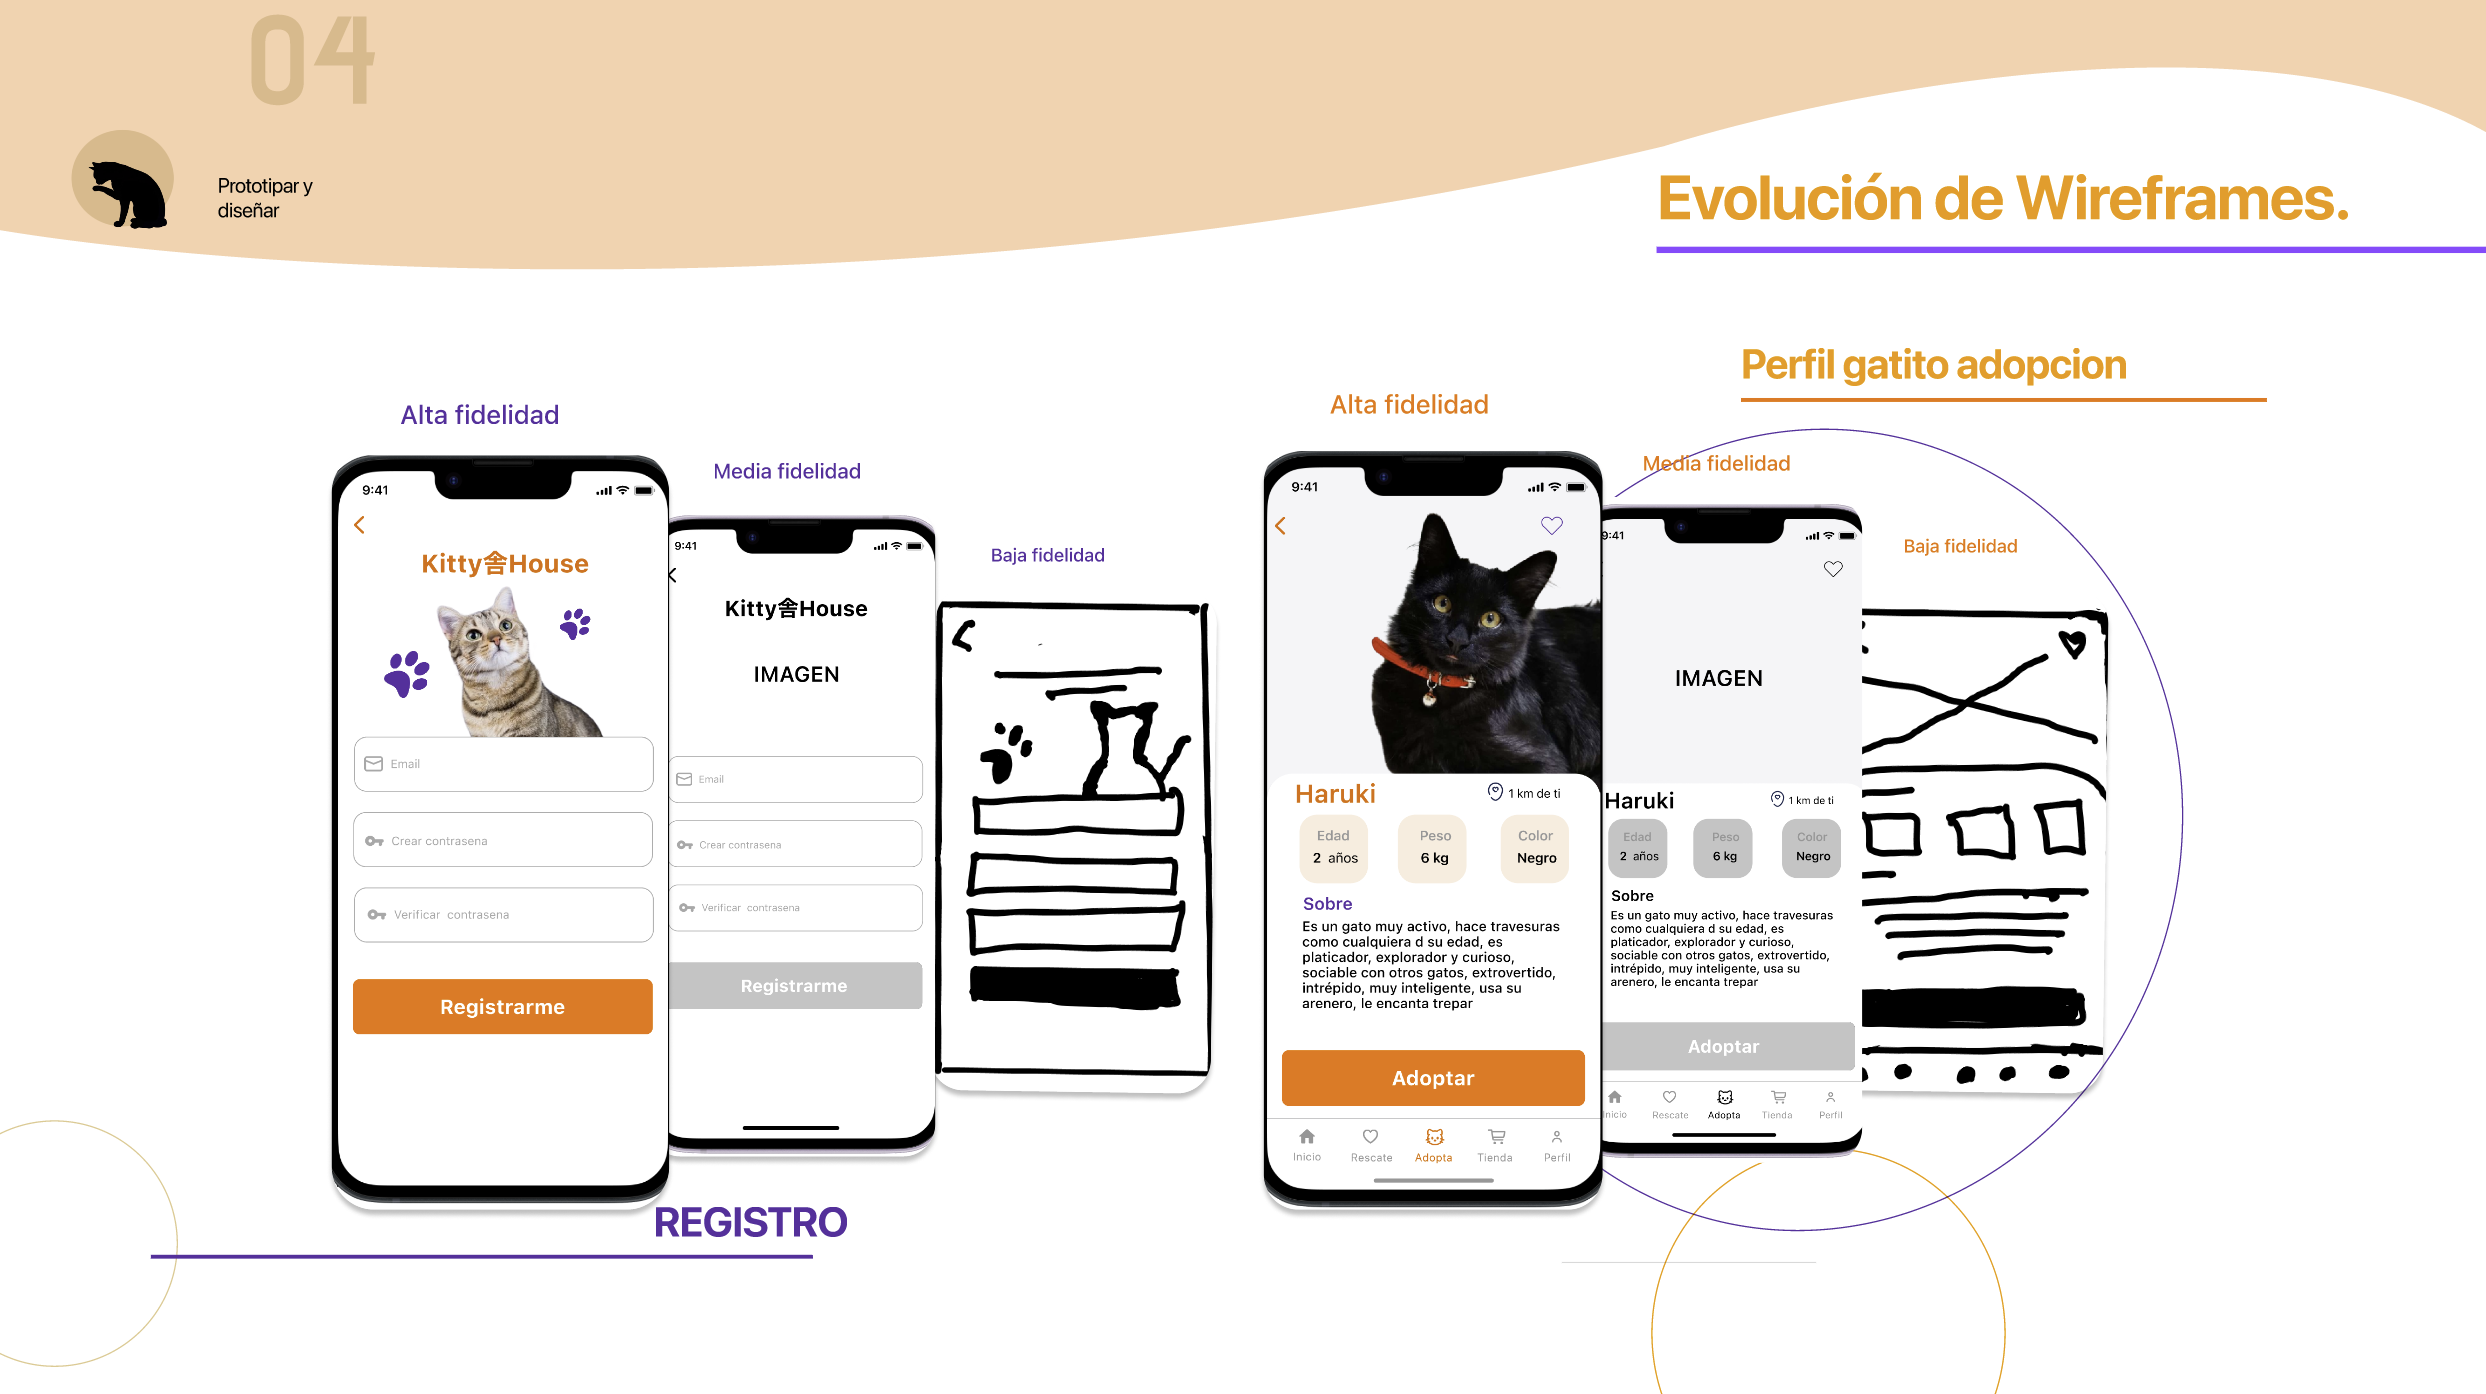 04
Prototipar y
diseñar
Evolución de Wireframes.
Perfil gatito adopcion
Alta fidelidad
Media fidelidad
Baja fidelidad
9:41
Kitty舎House
Email
Crear contrasena
Verificar contrasena
Registrarme
9:41
Kitty舎House
IMAGEN
Email
Crear contrasena
Verificar contrasena
Registrarme
REGISTRO
Alta fidelidad
Media fidelidad
Baja fidelidad
9:41
Haruki
1 km de ti
Edad
2 años
Peso
6 kg
Color
Negro
Sobre
Es un gato muy activo, hace travesuras
como cualquiera d su edad, es
platicador, explorador y curioso,
sociable con otros gatos, extrovertido,
intrépido, muy inteligente, usa su
arenero, le encanta trepar
Adoptar
Inicio
Rescate
Adopta
Tienda
Perfil
9:41
IMAGEN
Haruki
1 km de ti
Edad
2 años
Peso
6 kg
Color
Negro
Sobre
Es un gato muy activo, hace travesuras
como cualquiera d su edad, es
platicador, explorador y curioso,
sociable con otros gatos, extrovertido,
intrépido, muy inteligente, usa su
arenero, le encanta trepar
Adoptar
Inicio
Rescate
Adopta
Tienda
Perfil